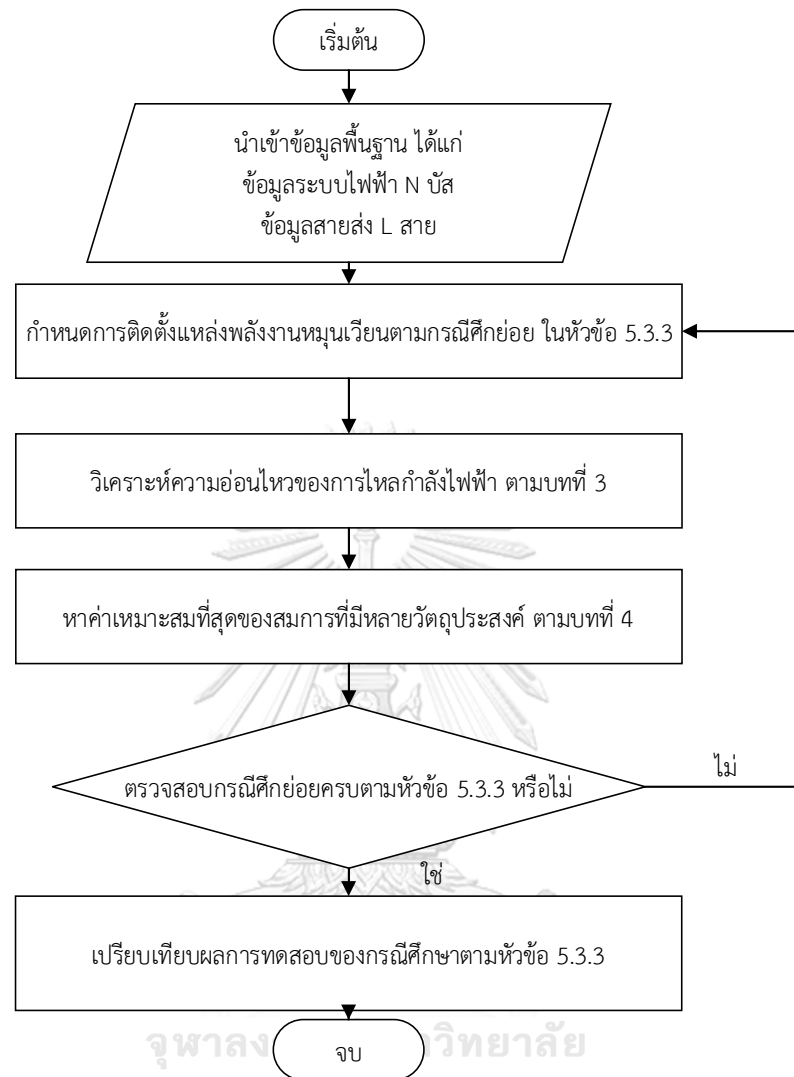 เริ่มต้น
นำเข้าข้อมูลพื้นฐาน ได้แก่
ข้อมูลระบบไฟฟ้า N บัส
ข้อมูลสายส่ง L สาย
กำหนดการติดตั้งแหล่งพลังงานหมุนเวียนตามกรณีศึกย่อย ในหัวข้อ 5.3.3
วิเคราะห์ความอ่อนไหวของการไหลกำลังไฟฟ้า ตามบทที่ 3
หาค่าเหมาะสมที่สุดของสมการที่มีหลายวัตถุประสงค์ ตามบทที่ 4
ตรวจสอบกรณีศึกย่อยครบตามหัวข้อ 5.3.3 หรือไม่
ไม่
ใช่
เปรียบเทียบผลการทดสอบของกรณีศึกษาตามหัวข้อ 5.3.3
จบ
จุฬาลง วิทยาลัย